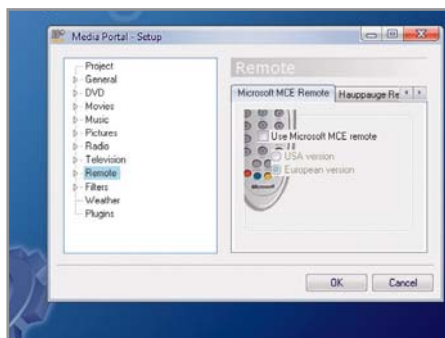 Media Portal - Setup
Project
General
DVD
Movies
Music
Pictures
Radio
Television
Remote
Filters
Weather
Plugins
Remote
Microsoft MCE Remote
Hauppauge Re
Use Microsoft MCE remote
USA version
European version
Microsoft
OK
Cancel